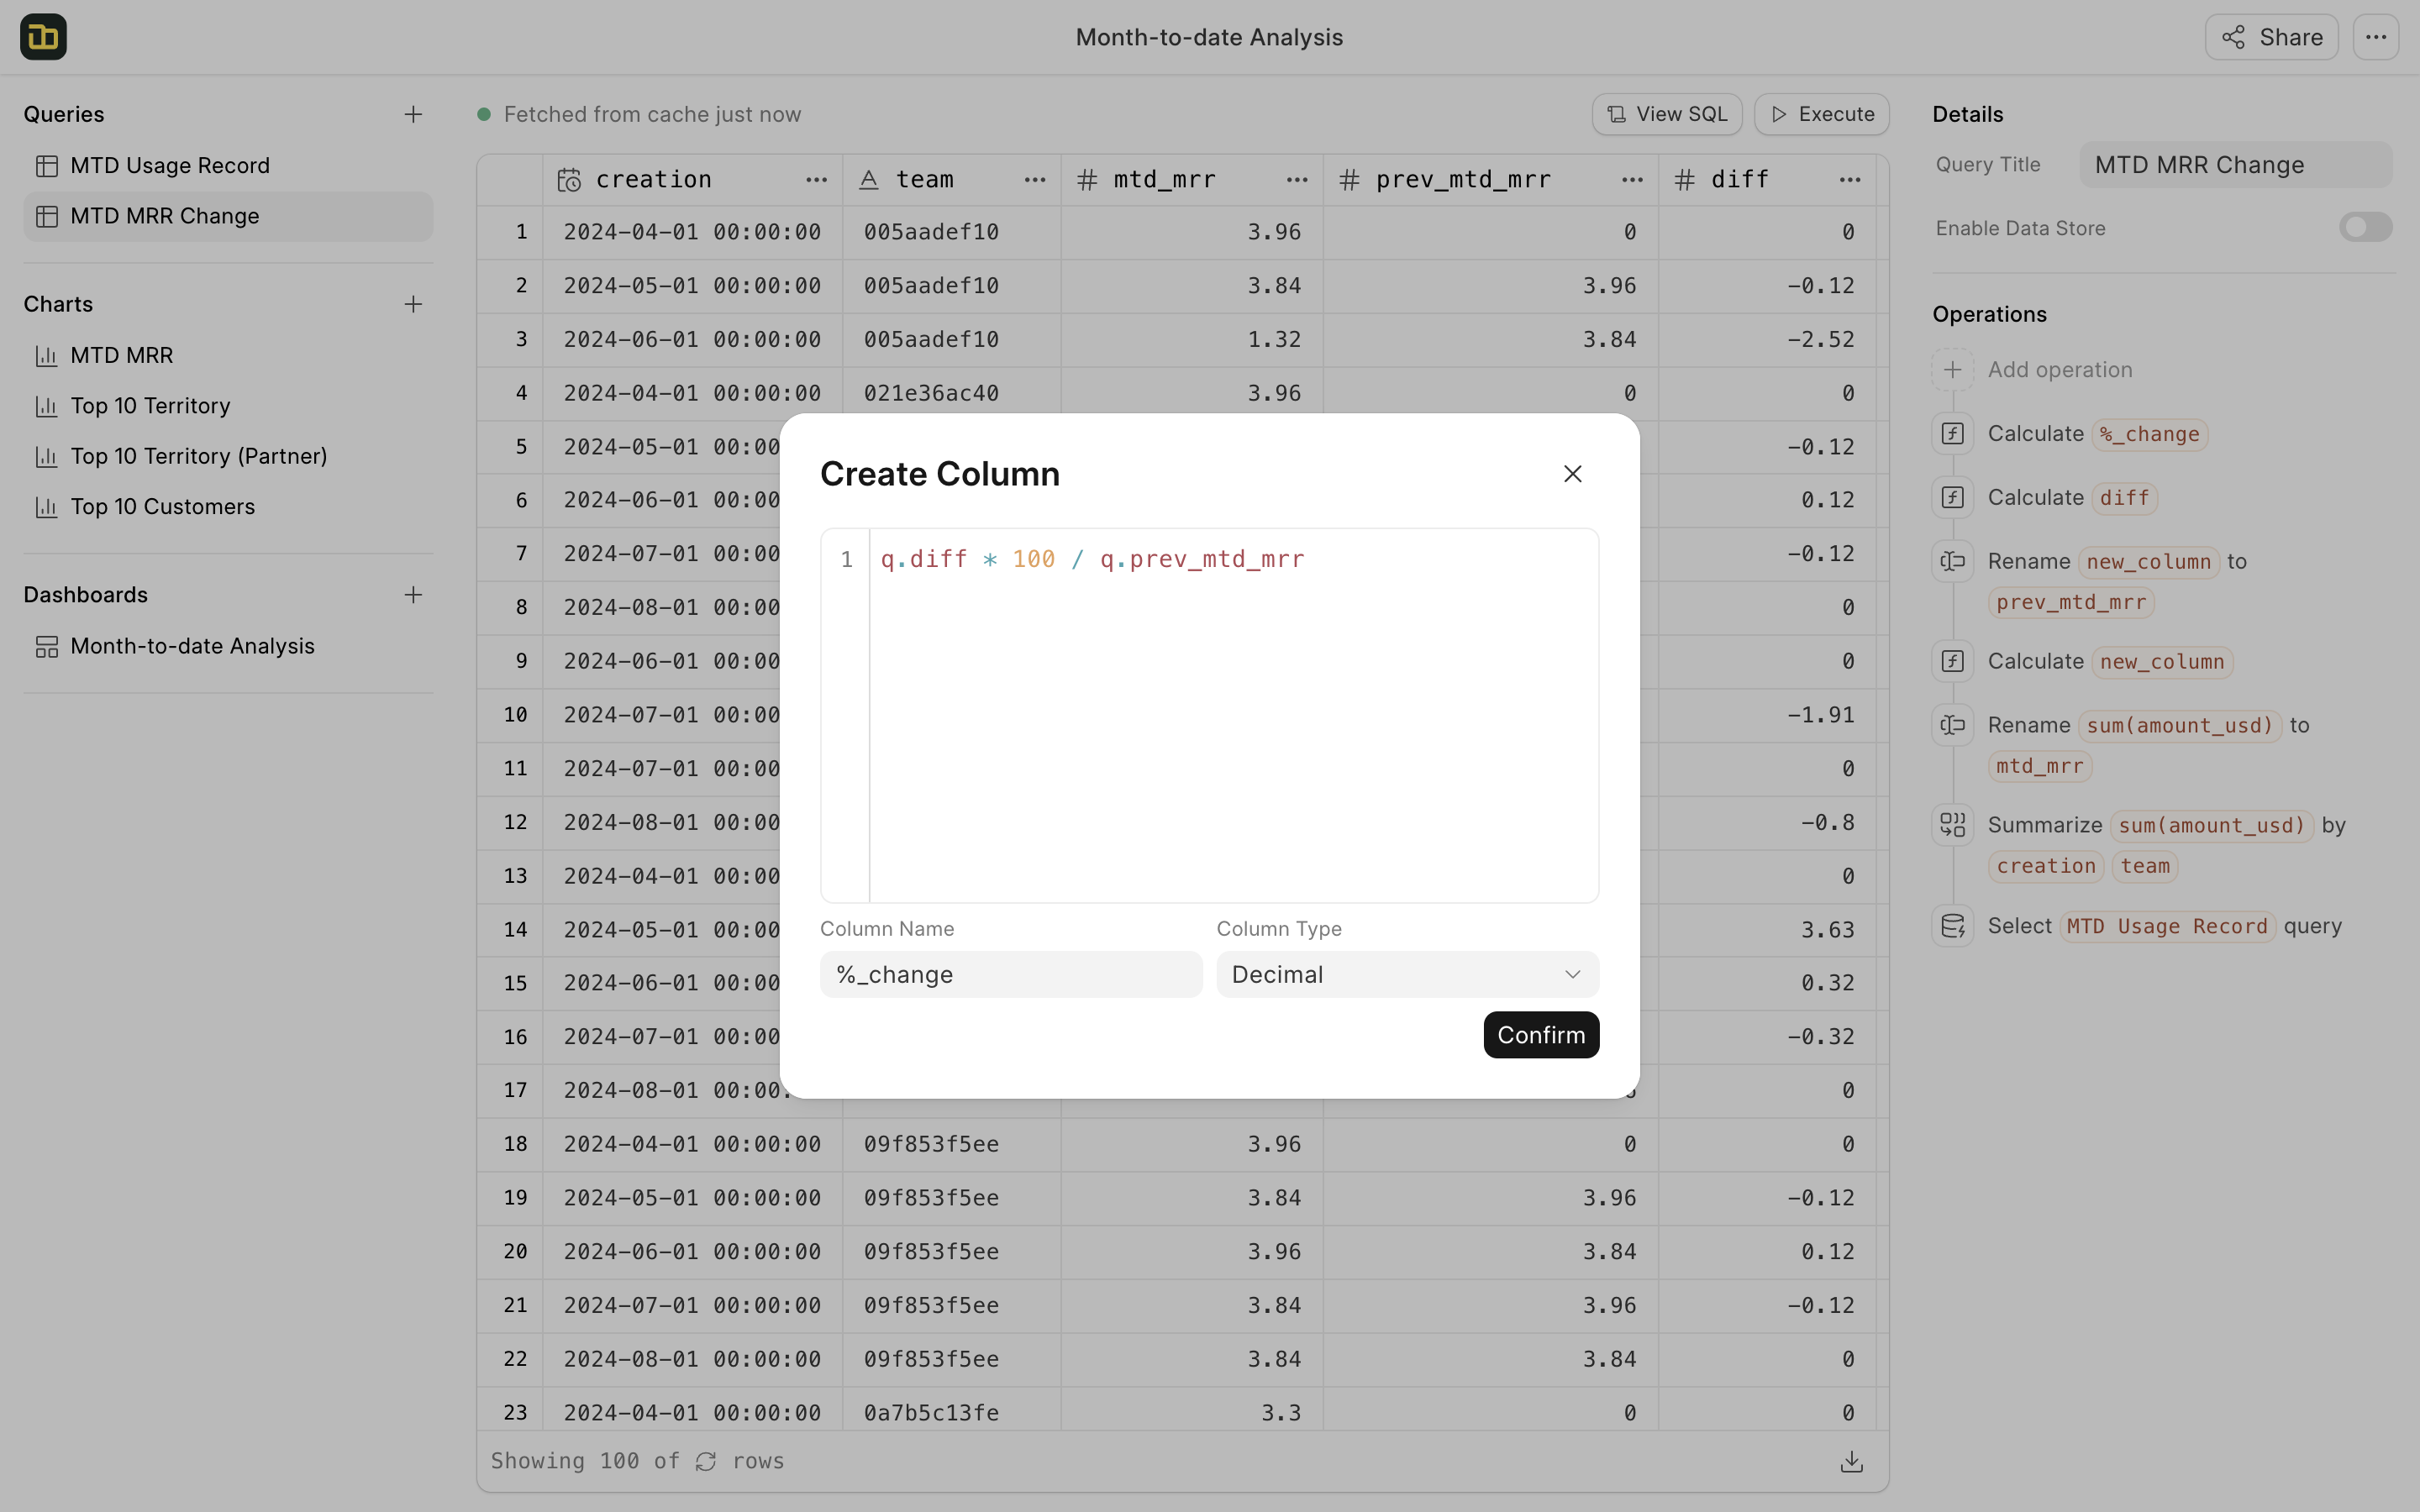 Month-to-date Analysis
Share
Queries
MTD Usage Record
MTD MRR Change
Charts
MTD MRR
Top 10 Territory
Top 10 Territory (Partner)
Top 10 Customers
Dashboards
Month-to-date Analysis
Fetched from cache just now
View SQL
Execute
creation team mtd_mrr prev_mtd_mrr diff
1 2024-04-01 00:00:00 005aadef10 3.96 0 0
2 2024-05-01 00:00:00 005aadef10 3.84 3.96 -0.12
3 2024-06-01 00:00:00 005aadef10 1.32 3.84 -2.52
4 2024-04-01 00:00:00 021e36ac40 3.96 0 0
5 2024-05-01 00:00 -0.12
6 2024-06-01 00:00 0.12
7 2024-07-01 00:00 -0.12
8 2024-08-01 00:00 0
9 2024-06-01 00:00 0
10 2024-07-01 00:00 -1.91
11 2024-07-01 00:00 0
12 2024-08-01 00:00 -0.8
13 2024-04-01 00:00 0
14 2024-05-01 00:00 3.63
15 2024-06-01 00:00 0.32
16 2024-07-01 00:00 -0.32
17 2024-08-01 00:00 0
18 2024-04-01 00:00:00 09f853f5ee 3.96 0 0
19 2024-05-01 00:00:00 09f853f5ee 3.84 3.96 -0.12
20 2024-06-01 00:00:00 09f853f5ee 3.96 3.84 0.12
21 2024-07-01 00:00:00 09f853f5ee 3.84 3.96 -0.12
22 2024-08-01 00:00:00 09f853f5ee 3.84 3.84 0
23 2024-04-01 00:00:00 0a7b5c13fe 3.3 0 0
Showing 100 of rows
Create Column
1 q.diff * 100 / q.prev_mtd_mrr
Column Name
%_change
Column Type
Decimal
Confirm
Details
Query Title MTD MRR Change
Enable Data Store
Operations
Add operation
Calculate %_change
Calculate diff
Rename new_column to
prev_mtd_mrr
Calculate new_column
Rename sum(amount_usd) to
mtd_mrr
Summarize sum(amount_usd) by
creation team
Select MTD Usage Record query